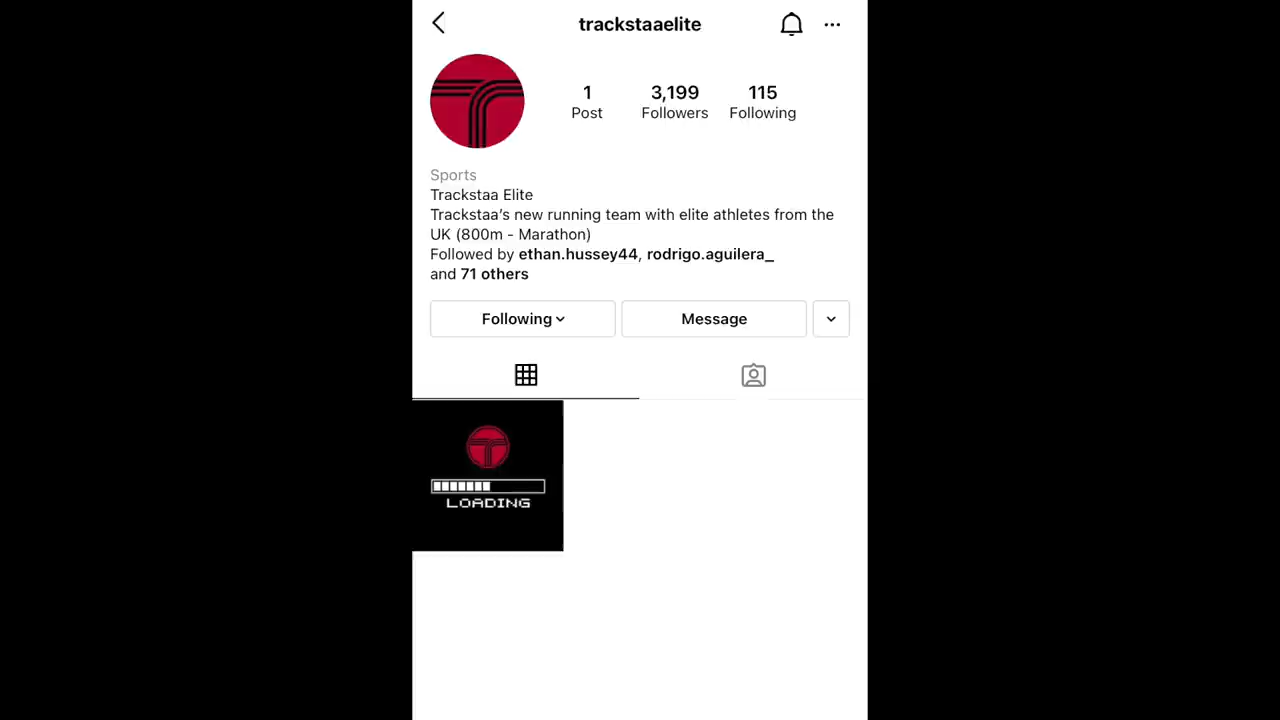 trackstaaelite
1
Post
3,199
Followers
115
Following
Sports
Trackstaa Elite
Trackstaa’s new running team with elite athletes from the
UK (800m - Marathon)
Followed by ethan.hussey44, rodrigo.aguilera_
and 71 others
Following
Message
LOADING